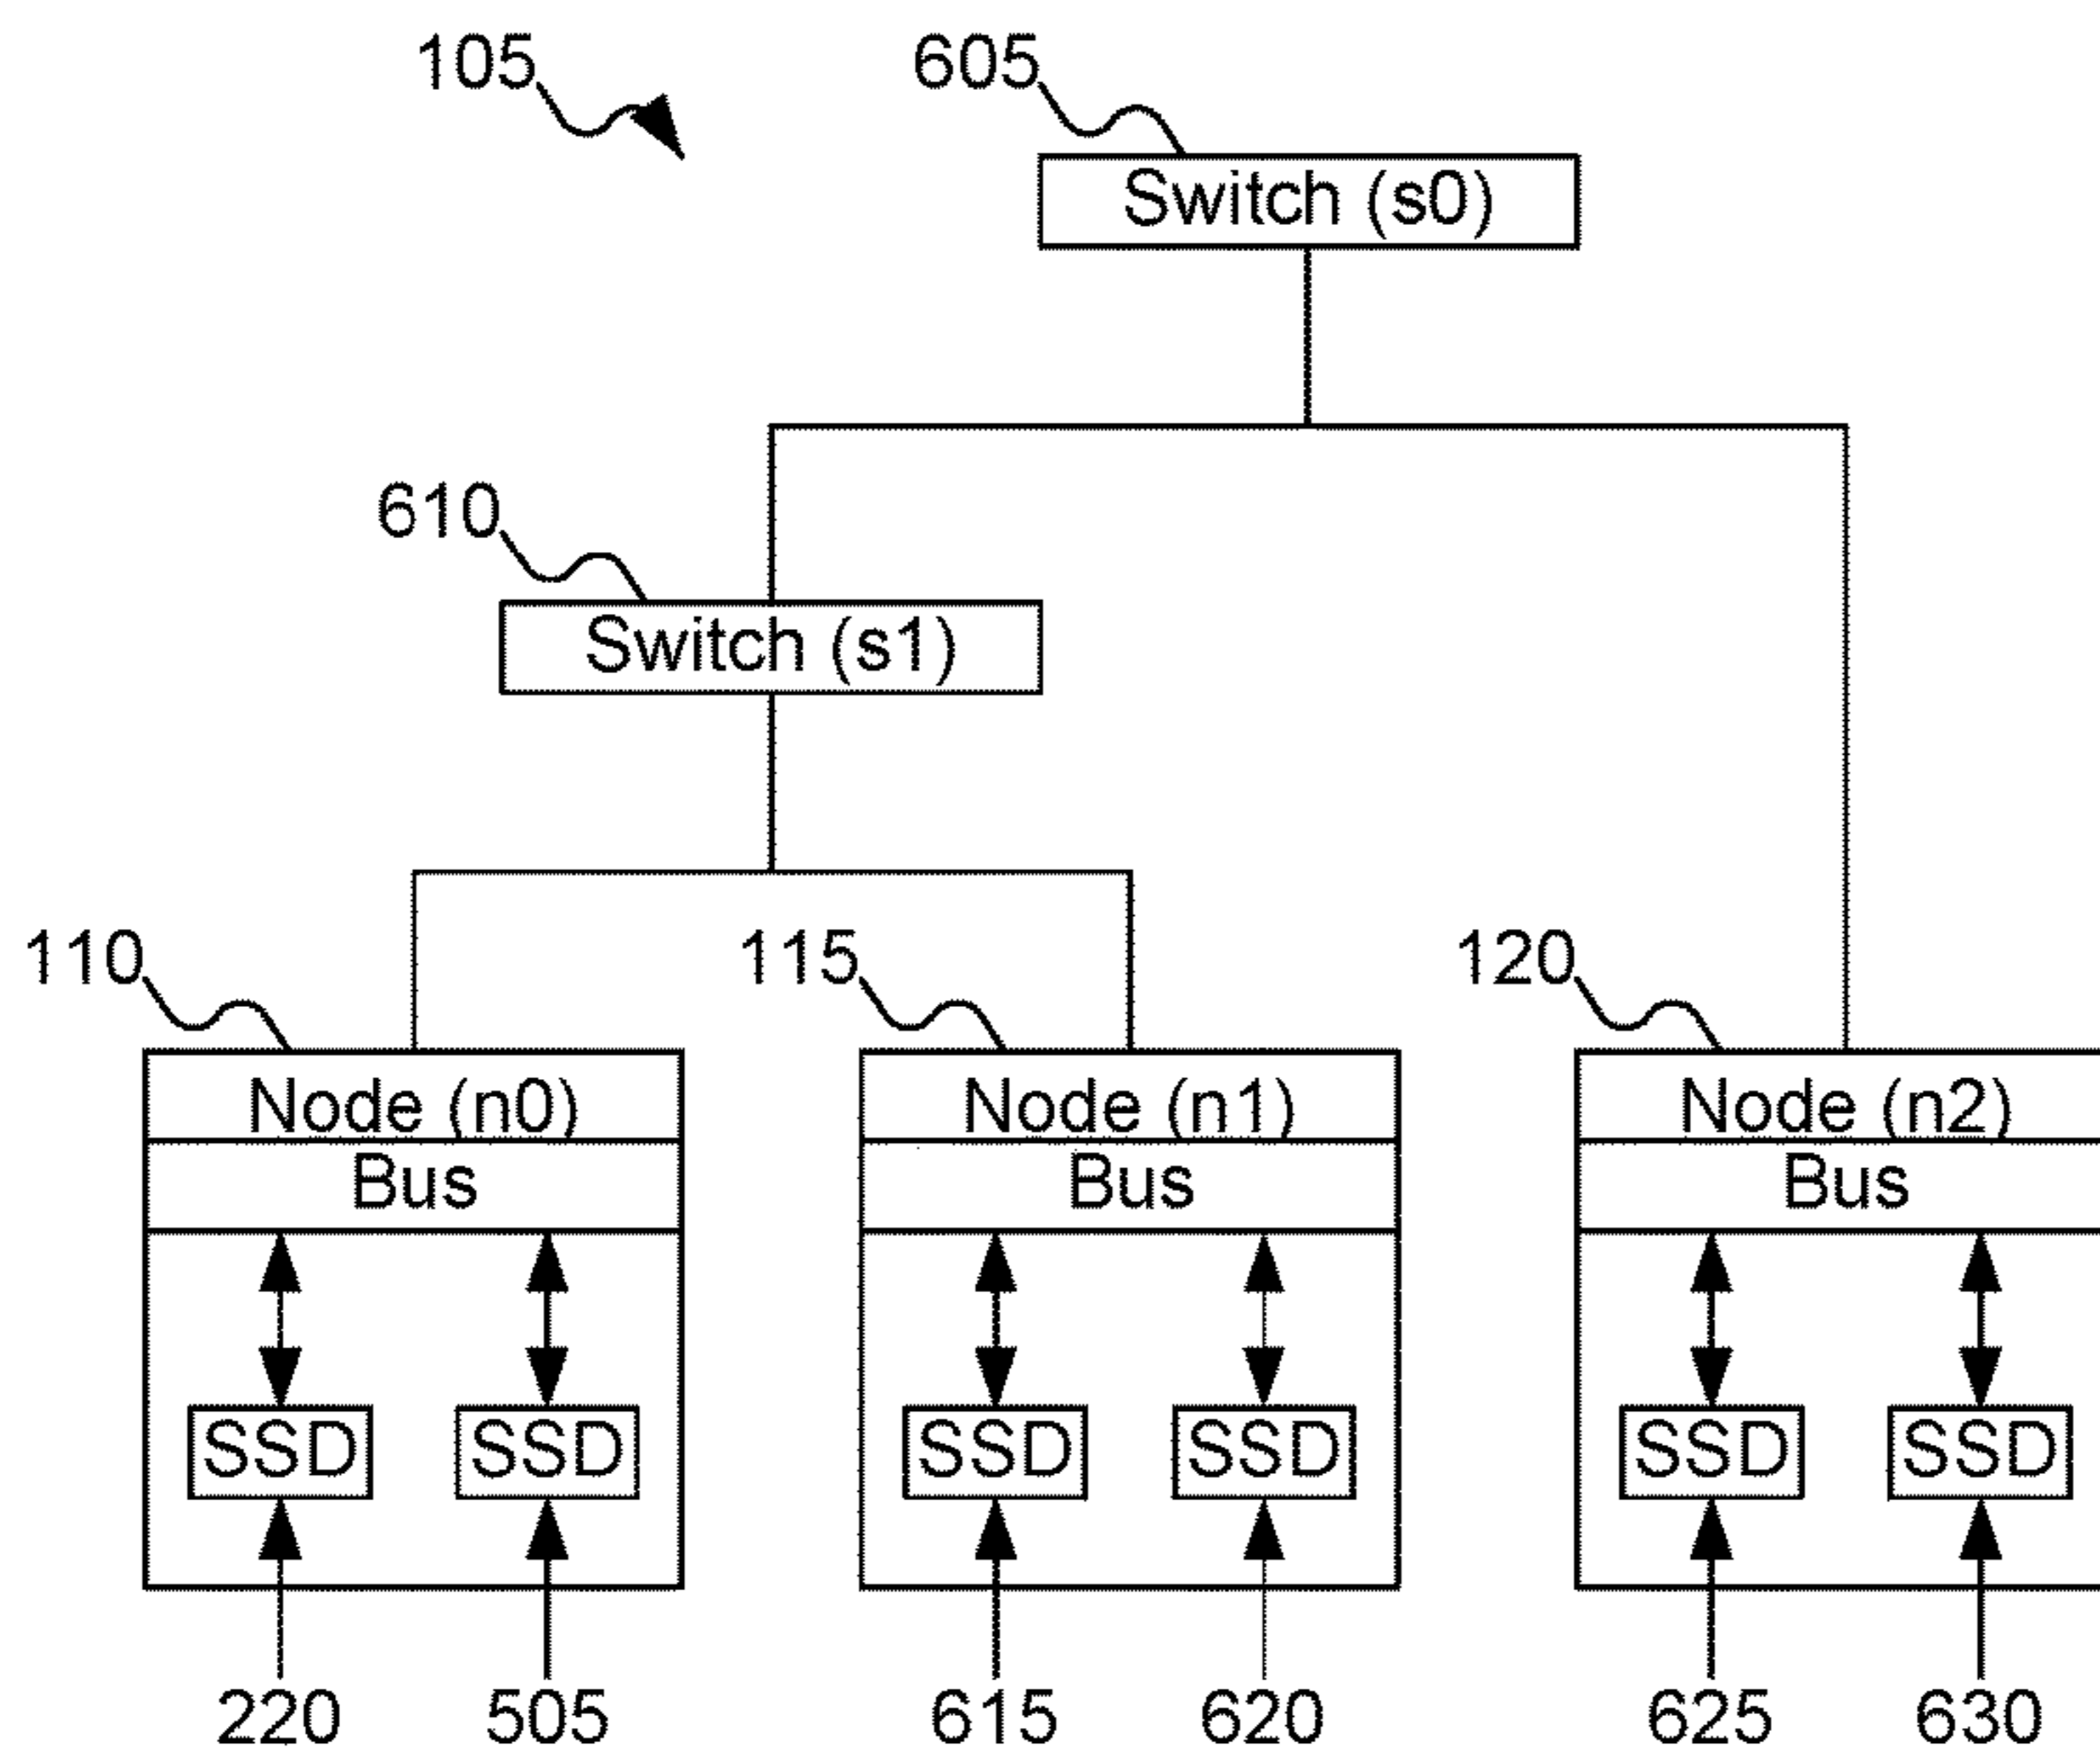 105
605
Switch (s0)
610
Switch (s1)
110
115
120
Node (n0)
Node (n1)
Node (n2)
Bus
Bus
Bus
SSD
SSD
SSD
SSD
SSD
SSD
220
505
615
620
625
630